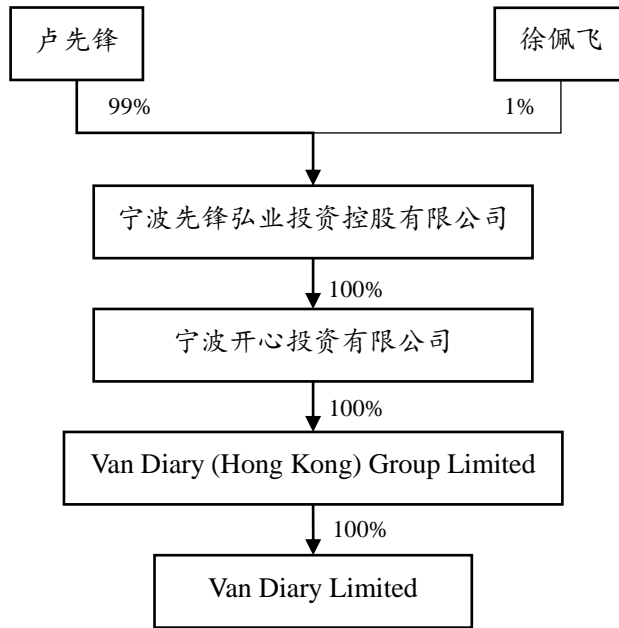 卢先锋
徐佩飞
99%
1%
宁波先锋弘业投资控股有限公司
100%
宁波开心投资有限公司
100%
Van Diary (Hong Kong) Group Limited
100%
Van Diary Limited